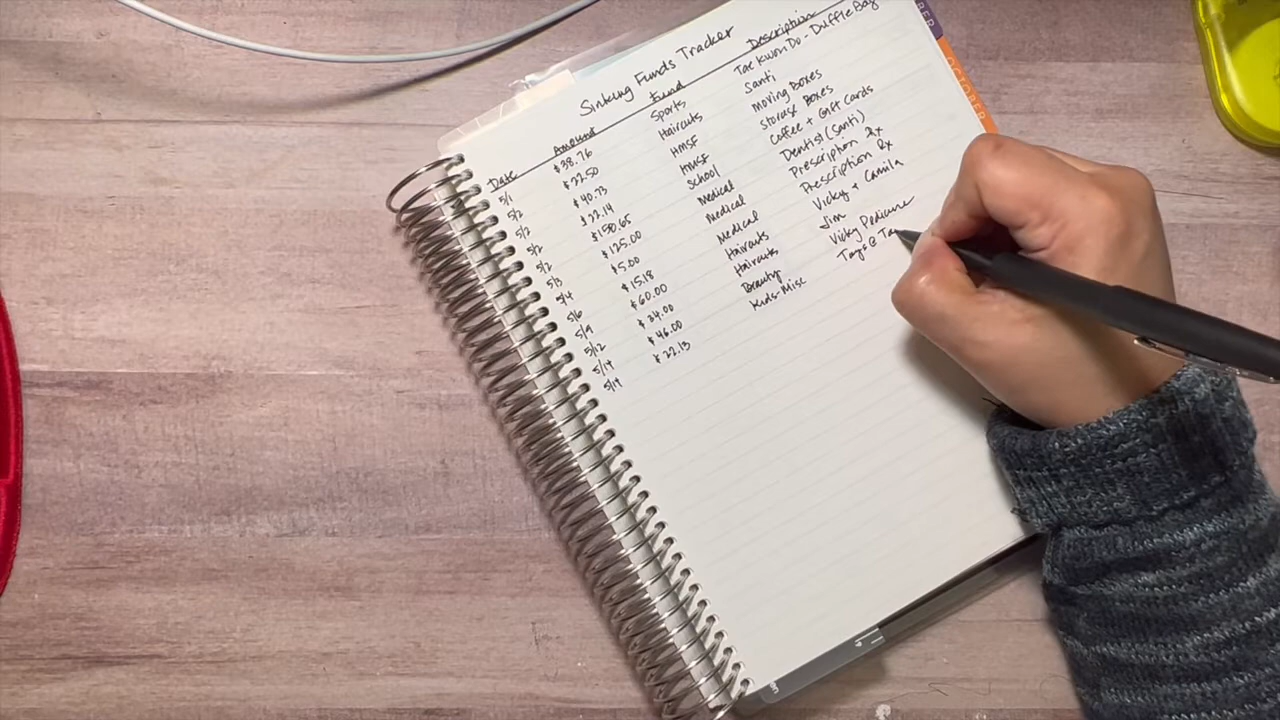 Sinking Funds Tracker
Date Amount Fund Description
5/1 $38.76 Sports Tae Kwon Do - Duffle Bag
5/2 $22.50 Haircuts Santi
5/2 $40.73 HMSF Moving Boxes
5/2 $22.14 HMSF Storage Boxes
5/2 $150.65 School Coffee + Gift Cards
5/3 $125.00 Medical Dentist (Santi)
5/4 $5.00 Medical Prescription Rx
5/6 $15.18 Medical Prescription Rx
5/9 $60.00 Haircuts Vicky + Camila
5/12 $34.00 Haircuts Jim
5/14 $46.00 Beauty Vicky Pedicure
5/14 $22.13 Kids-Misc Toys @
OCTOBER